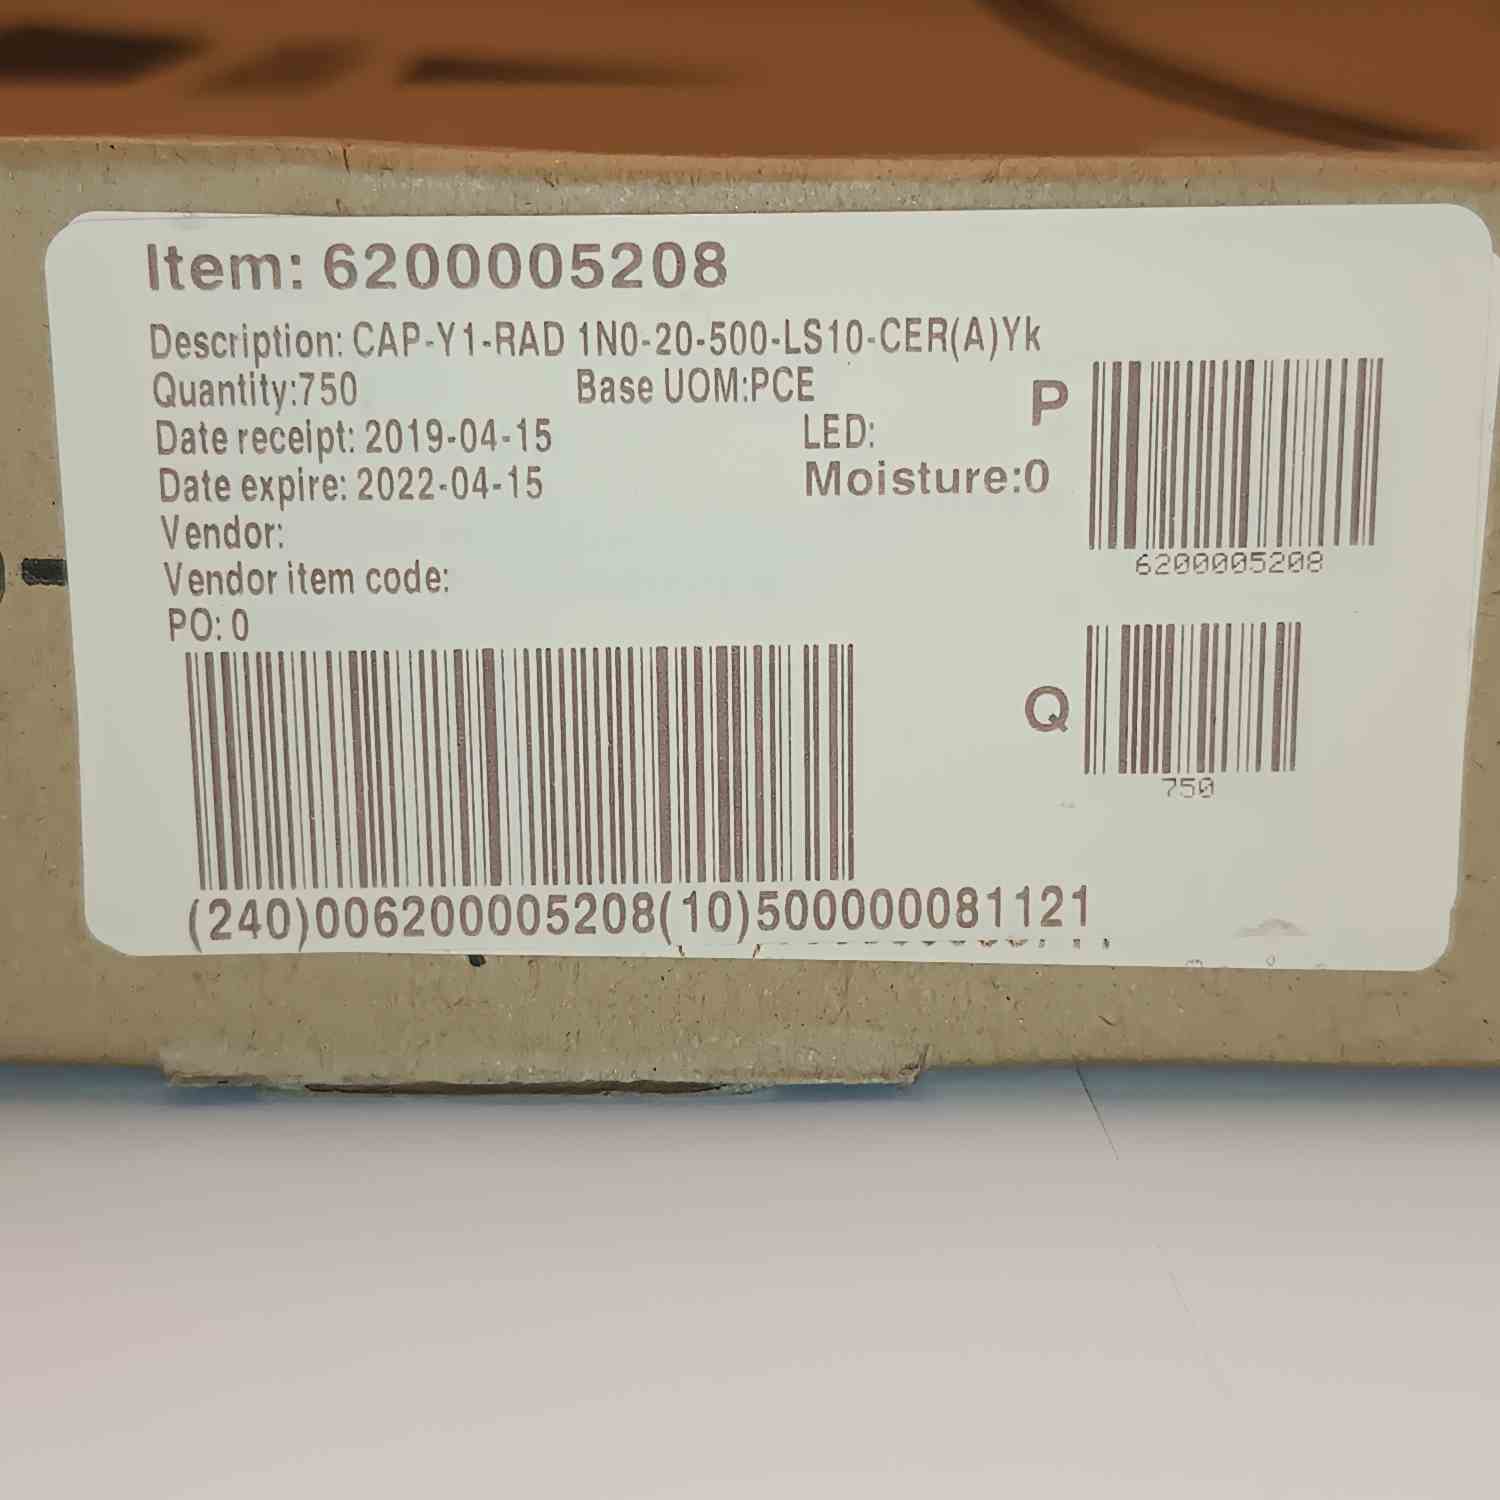 Item: 6200005208
Description: CAP-Y1-RAD 1N0-20-500-LS10-CER(A)Yk
Quantity:750 Base UOM:PCE
Date receipt: 2019-04-15 LED:
Date expire: 2022-04-15 Moisture:0
Vendor:
Vendor item code:
PO: 0
(240)006200005208(10)500000081121
P
6200005208
Q
750